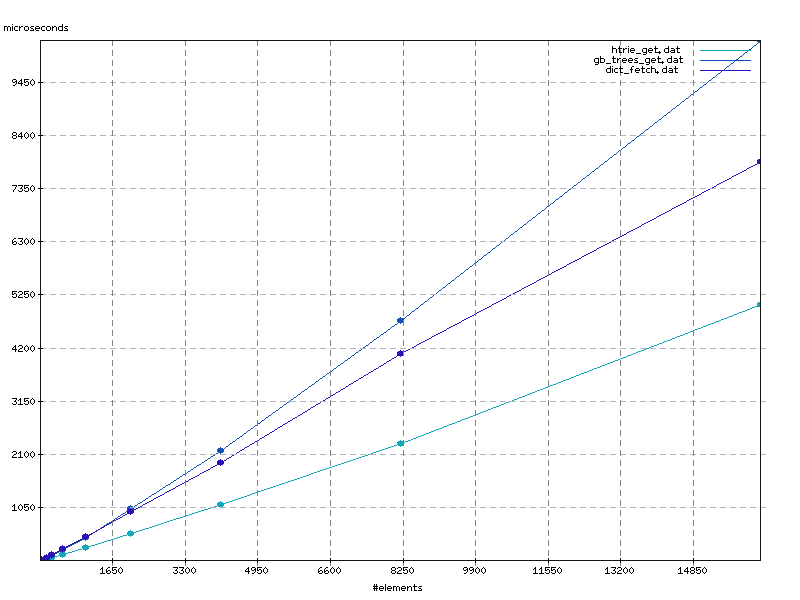 microseconds
htrie_get.dat
gb_trees_get.dat
dict_fetch.dat
9450
8400
7350
6300
5250
4200
3150
2100
1050
1650 3300 4950 6600 8250 9900 11550 13200 14850
#elements